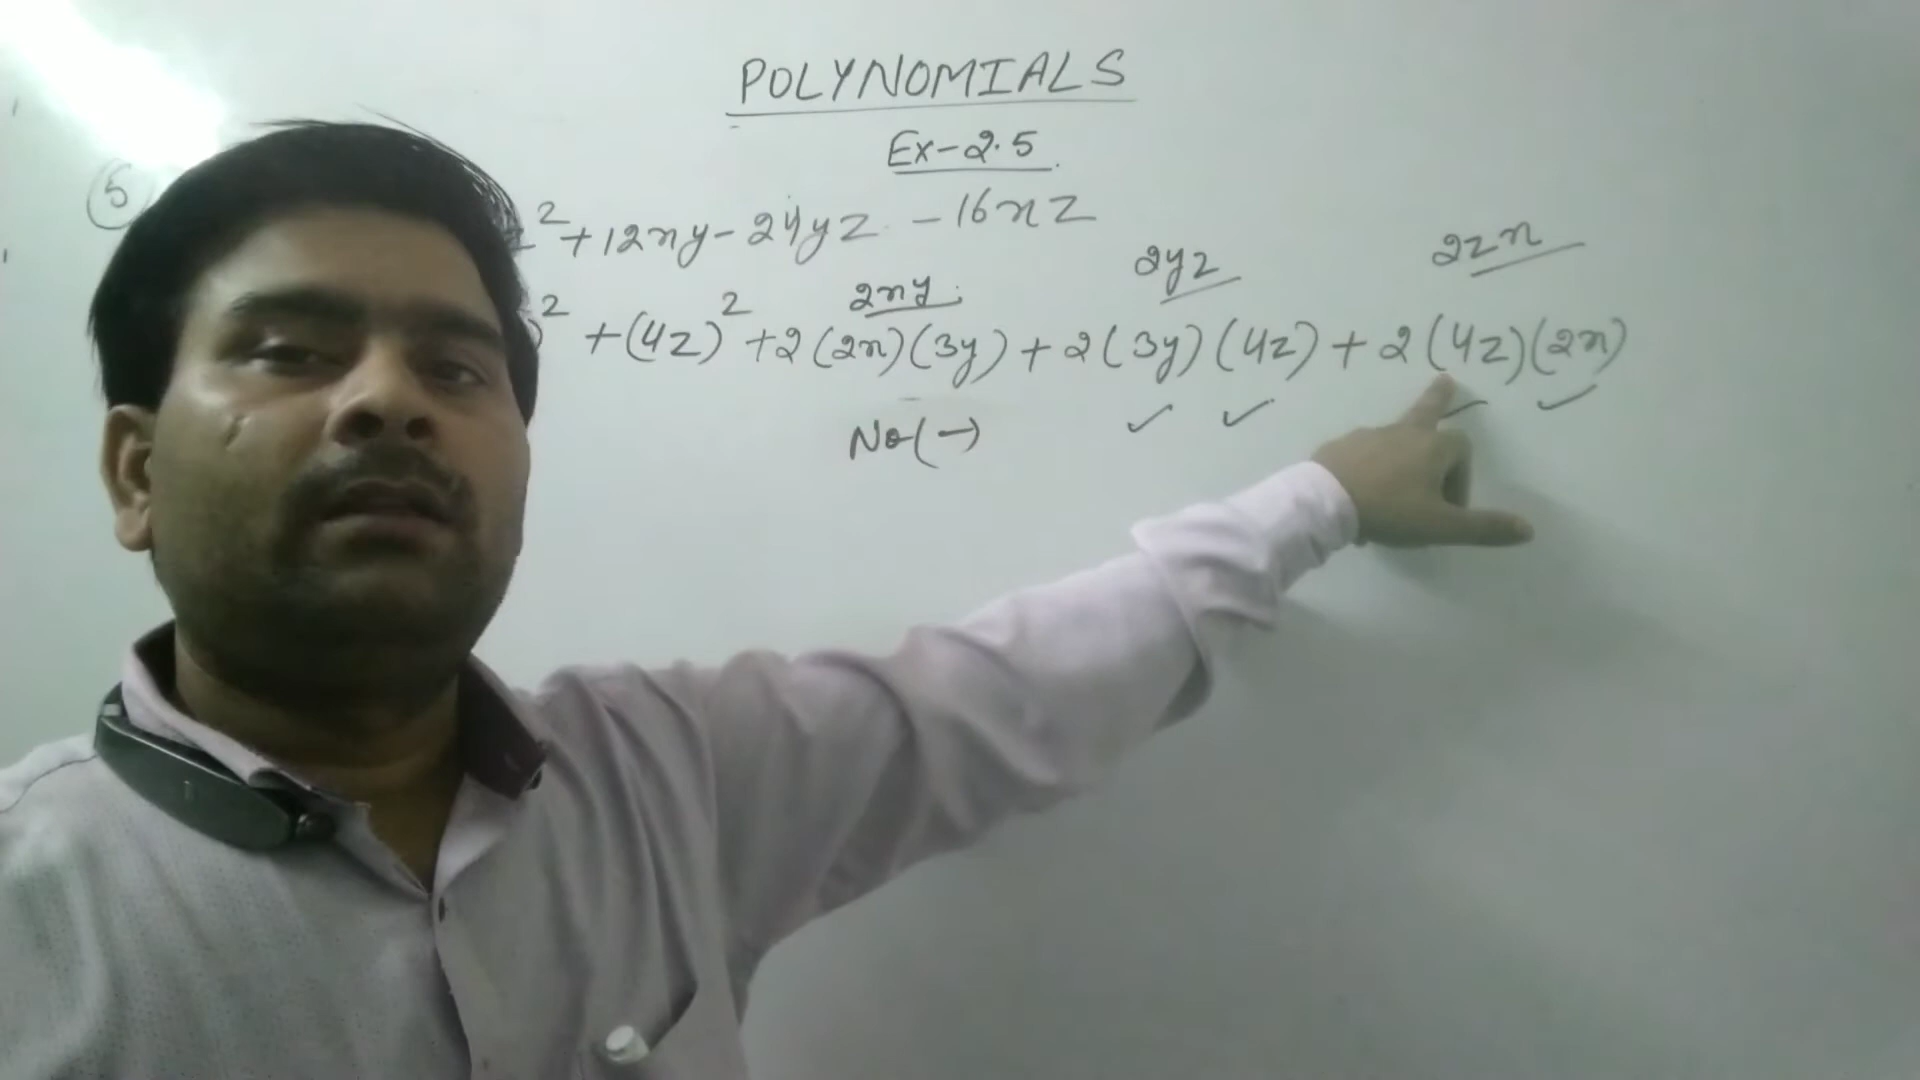 POLYNOMIALS
Ex-2.5
5
² +12xy-24yz -16xz
2xy 2yz 2zx
)² +(4z)² +2(2x)(3y)+2(3y)(4z)+2(4z)(2x)
No(-) ✓ ✓ ✓ ✓